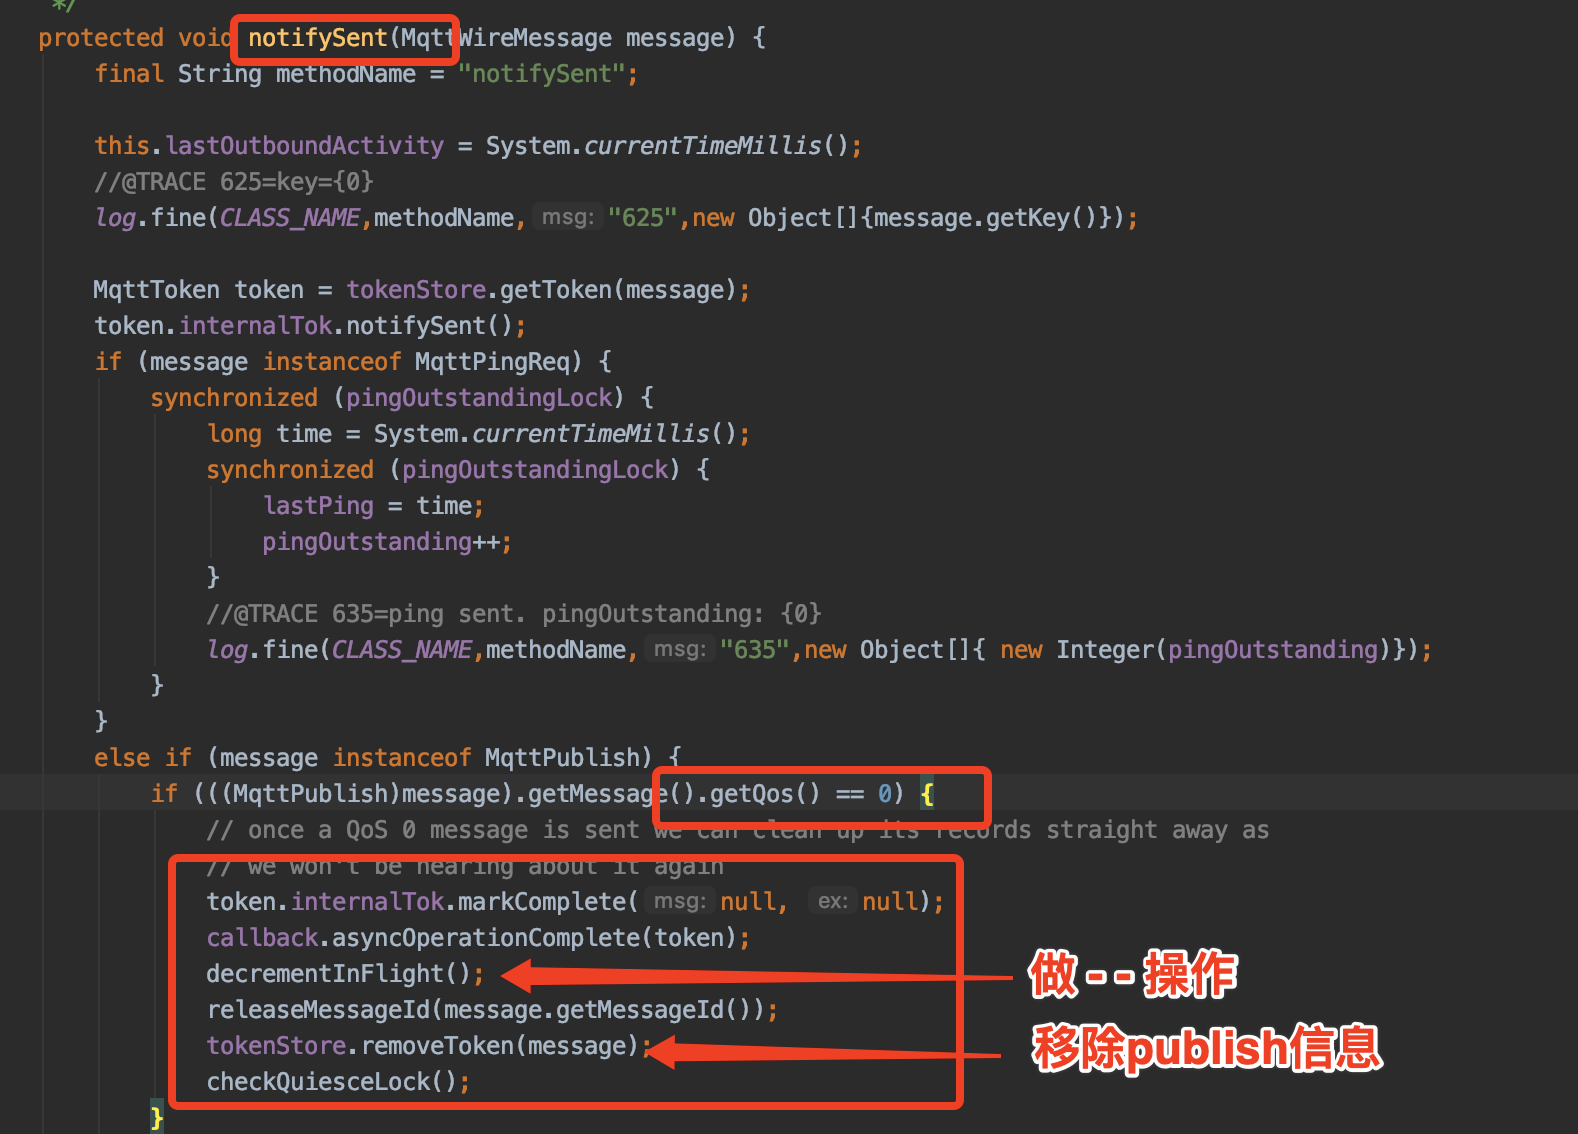 */
protected void notifySent(MqttWireMessage message) {
final String methodName = "notifySent";
this.lastOutboundActivity = System.currentTimeMillis();
//@TRACE 625=key={0}
log.fine(CLASS_NAME,methodName, msg: "625",new Object[]{message.getKey()});
MqttToken token = tokenStore.getToken(message);
token.internalTok.notifySent();
if (message instanceof MqttPingReq) {
synchronized (pingOutstandingLock) {
long time = System.currentTimeMillis();
synchronized (pingOutstandingLock) {
lastPing = time;
pingOutstanding++;
}
//@TRACE 635=ping sent. pingOutstanding: {0}
log.fine(CLASS_NAME,methodName, msg: "635",new Object[]{ new Integer(pingOutstanding)});
}
}
else if (message instanceof MqttPublish) {
if (((MqttPublish)message).getMessage().getQos() == 0) {
// once a QoS 0 message is sent we can clean up its records straight away as
// we won't be hearing about it again
token.internalTok.markComplete( msg: null, ex: null);
callback.asyncOperationComplete(token);
decrementInFlight();
做 - - 操作
releaseMessageId(message.getMessageId());
tokenStore.removeToken(message);
移除publish信息
checkQuiesceLock();
}